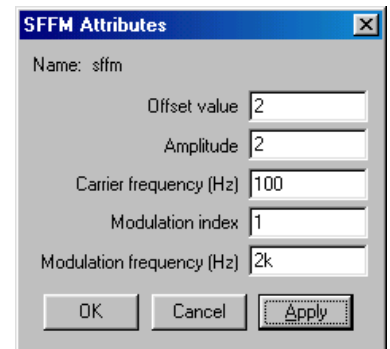 SFFM Attributes
Name: sffm
Offset value 2
Amplitude 2
Carrier frequency (Hz) 100
Modulation index 1
Modulation frequency (Hz) 2k
OK Cancel Apply